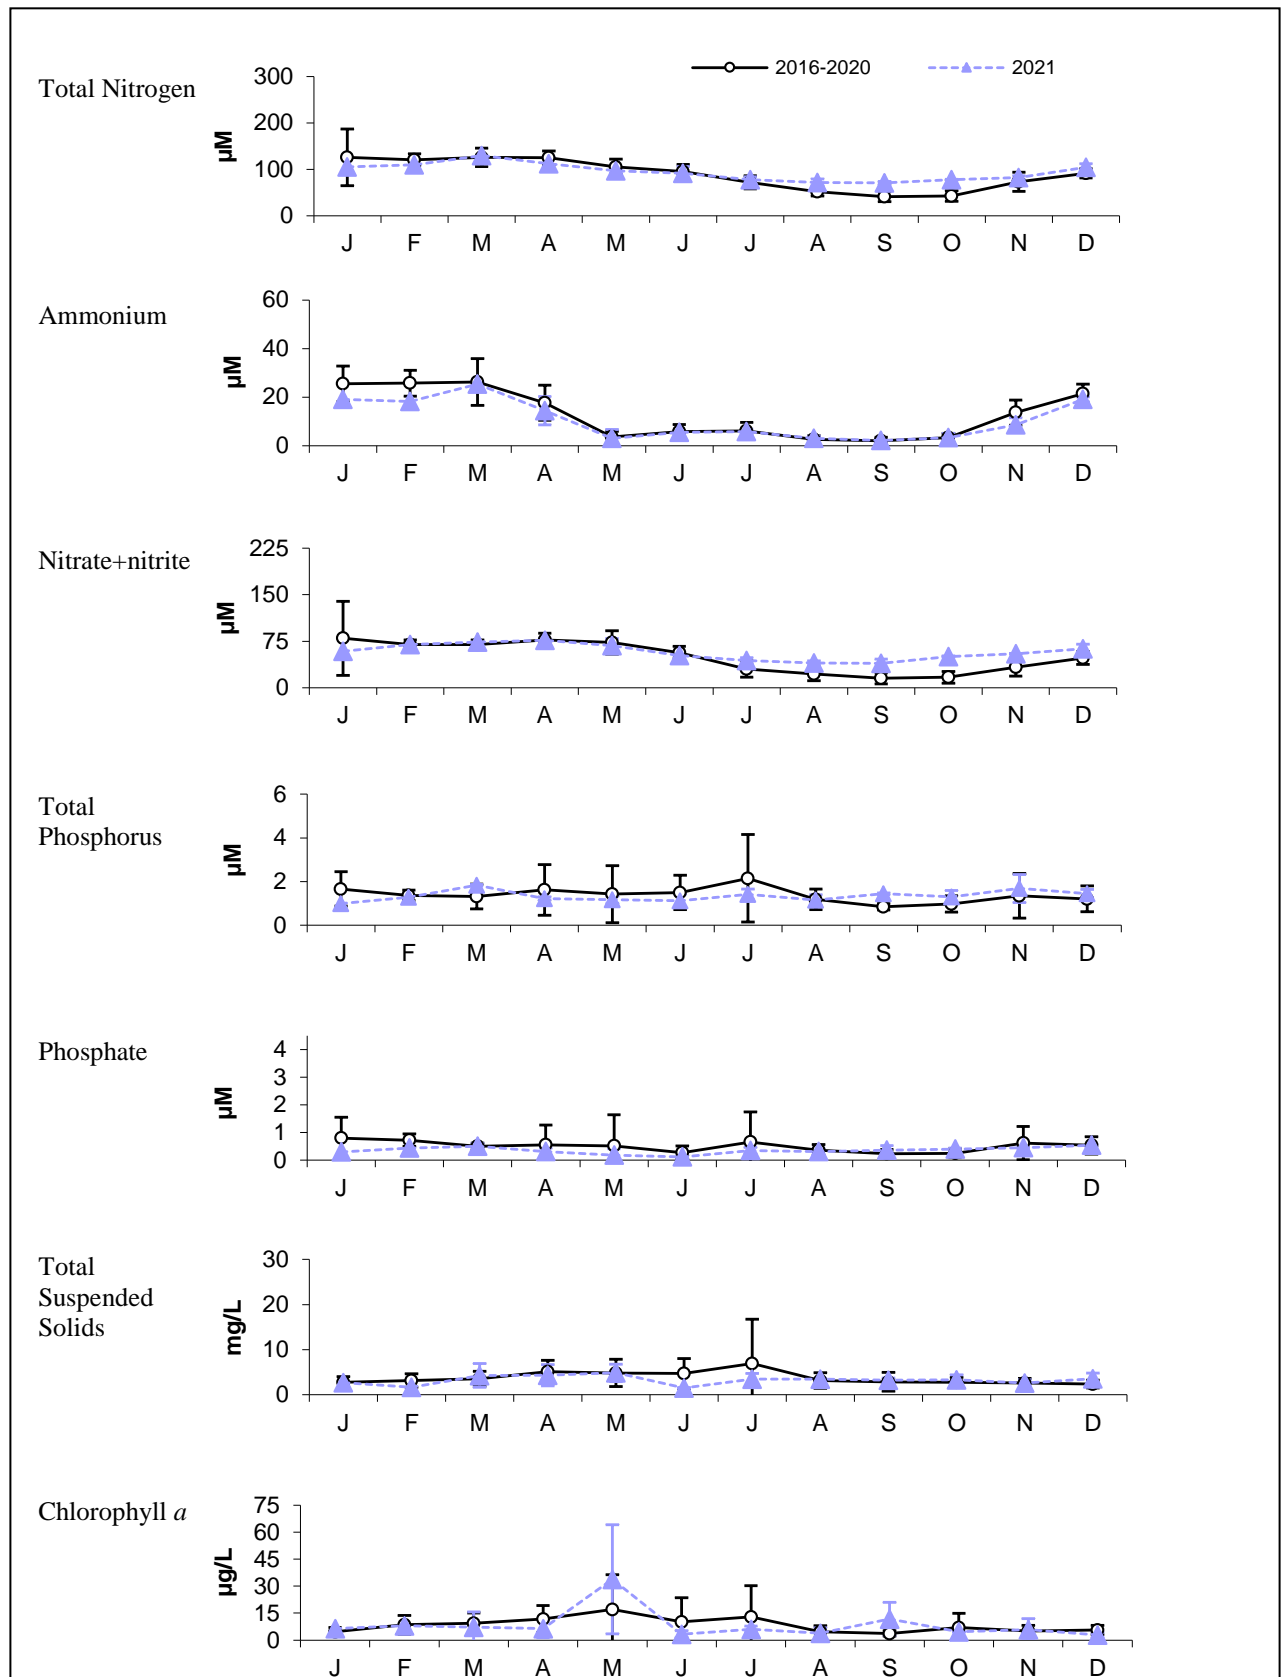 2016-2020 2021
Total Nitrogen
µM
300
200
100
0
J F M A M J J A S O N D
Ammonium
µM
60
40
20
0
J F M A M J J A S O N D
Nitrate+nitrite
µM
225
150
75
0
J F M A M J J A S O N D
Total
Phosphorus
µM
6
4
2
0
J F M A M J J A S O N D
Phosphate
µM
4
3
2
1
0
J F M A M J J A S O N D
Total
Suspended
Solids
mg/L
30
20
10
0
J F M A M J J A S O N D
Chlorophyll a
µg/L
75
60
45
30
15
0
J F M A M J J A S O N D